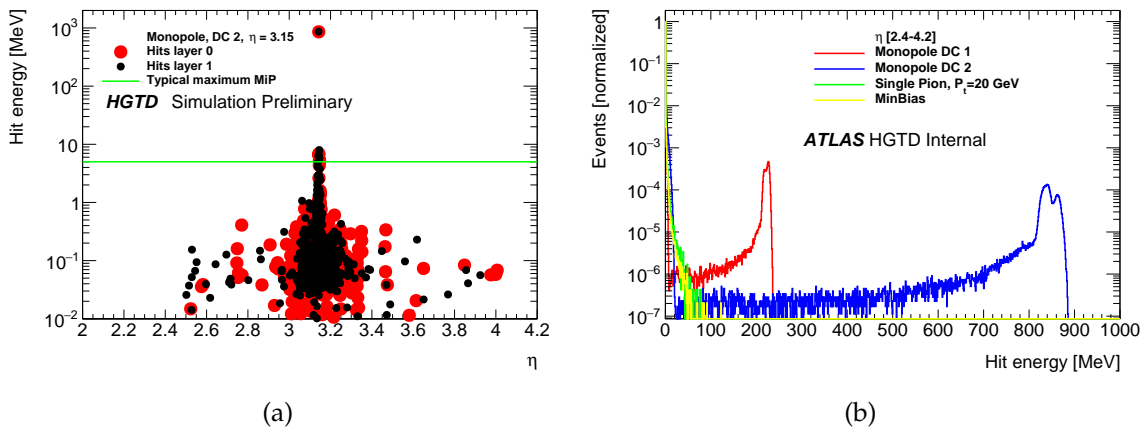 Hit energy [MeV]
10³
10²
10
1
10⁻¹
10⁻²
Monopole, DC 2, η = 3.15
Hits layer 0
Hits layer 1
Typical maximum MiP
HGTD Simulation Preliminary
2 2.2 2.4 2.6 2.8 3 3.2 3.4 3.6 3.8 4 4.2
η
(a)
Events [normalized]
1
10⁻¹
10⁻²
10⁻³
10⁻⁴
10⁻⁵
10⁻⁶
10⁻⁷
η [2.4-4.2]
Monopole DC 1
Monopole DC 2
Single Pion, Pₜ=20 GeV
MinBias
ATLAS HGTD Internal
0 100 200 300 400 500 600 700 800 900 1000
Hit energy [MeV]
(b)